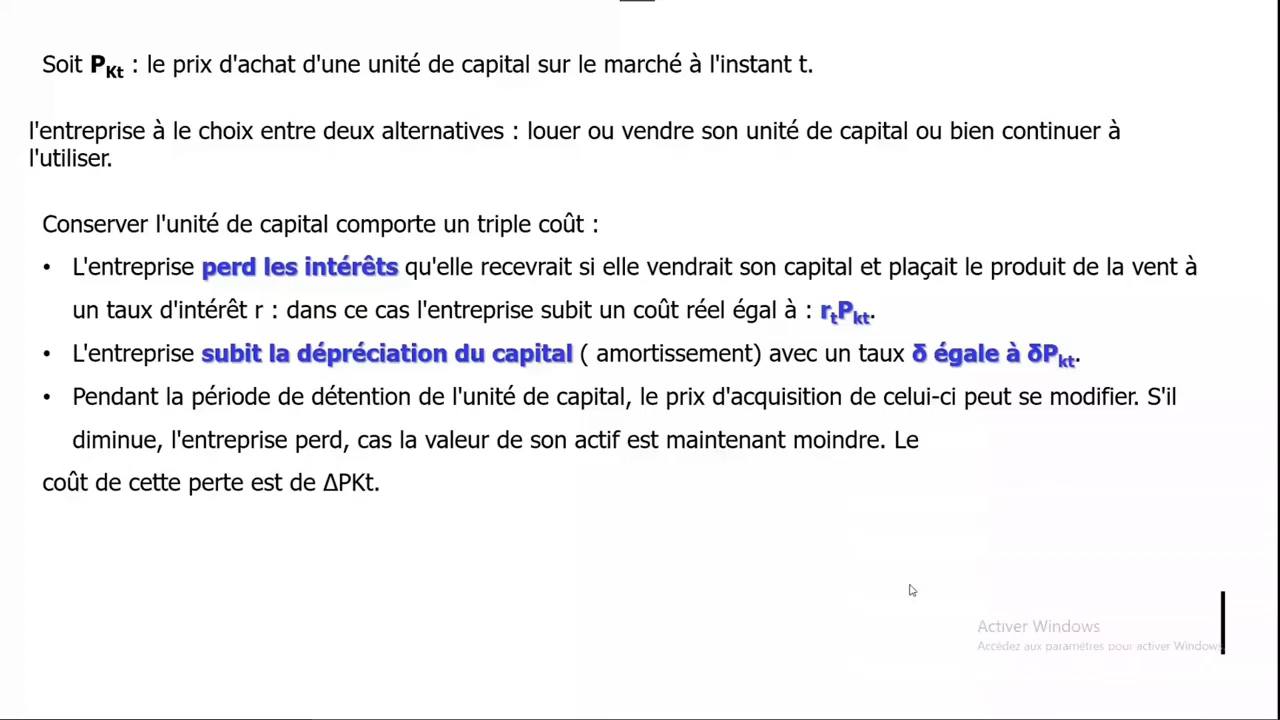 Soit PKt : le prix d'achat d'une unité de capital sur le marché à l'instant t.
l'entreprise à le choix entre deux alternatives : louer ou vendre son unité de capital ou bien continuer à
l'utiliser.
Conserver l'unité de capital comporte un triple coût :
• L'entreprise perd les intérêts qu'elle recevrait si elle vendrait son capital et plaçait le produit de la vent à
un taux d'intérêt r : dans ce cas l'entreprise subit un coût réel égal à : rtPkt.
• L'entreprise subit la dépréciation du capital ( amortissement) avec un taux δ égale à δPkt.
• Pendant la période de détention de l'unité de capital, le prix d'acquisition de celui-ci peut se modifier. S'il
diminue, l'entreprise perd, cas la valeur de son actif est maintenant moindre. Le
coût de cette perte est de ΔPKt.
Activer Windows
Accédez aux paramètres pour activer Windows.